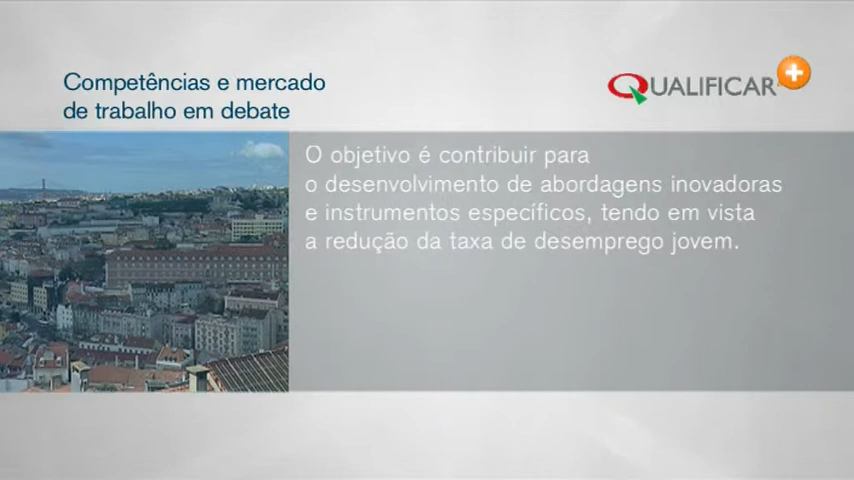 Competências e mercado
de trabalho em debate
QUALIFICAR +
O objetivo é contribuir para
o desenvolvimento de abordagens inovadoras
e instrumentos específicos, tendo em vista
a redução da taxa de desemprego jovem.